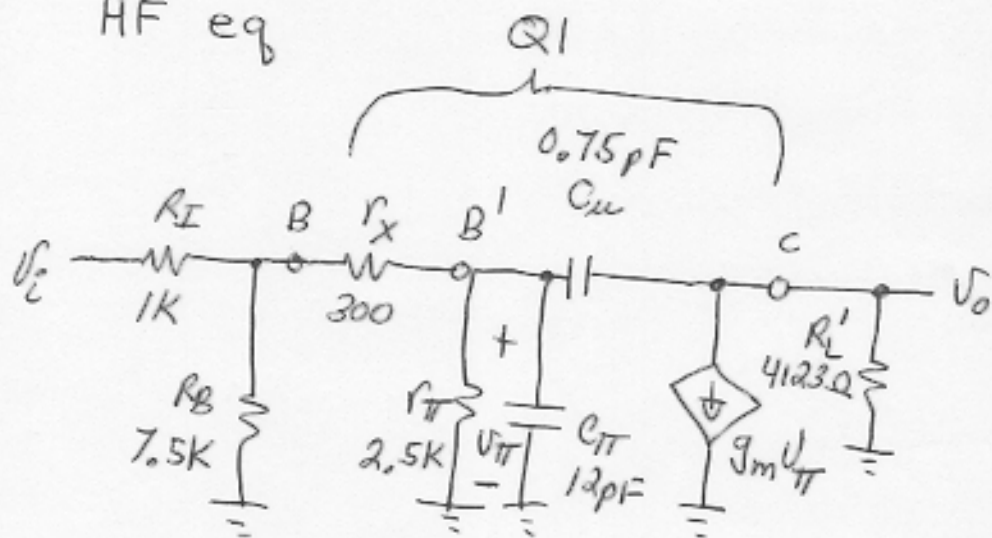 HF eq
Q1
0.75pF
Cμ
RI
B
rx
B'
C
Vi
1K
300
Vo
RB
7.5K
rπ
2.5K
+
Vπ
-
Cπ
12pF
gmVπ
RL'
4123Ω